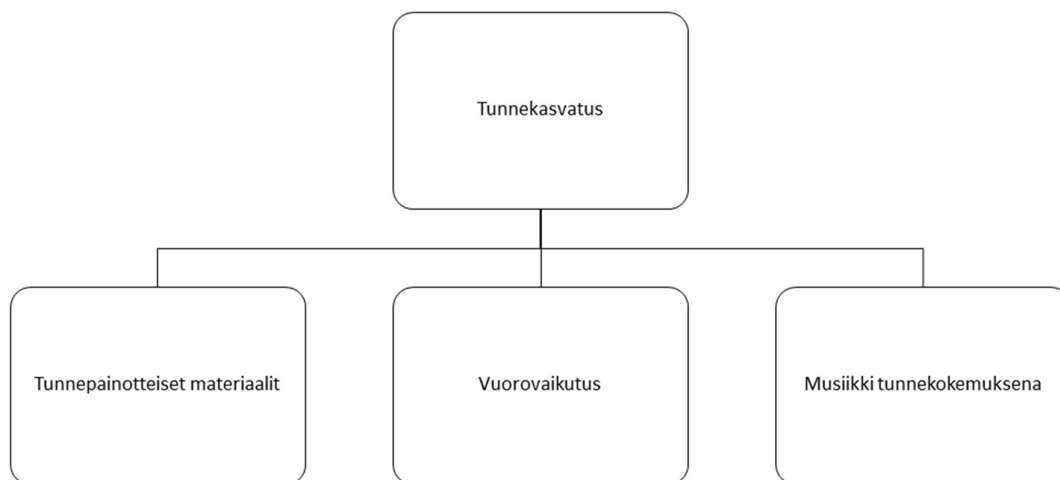 Tunnekasvatus
Tunnepainotteiset materiaalit
Vuorovaikutus
Musiikki tunnekokemuksena